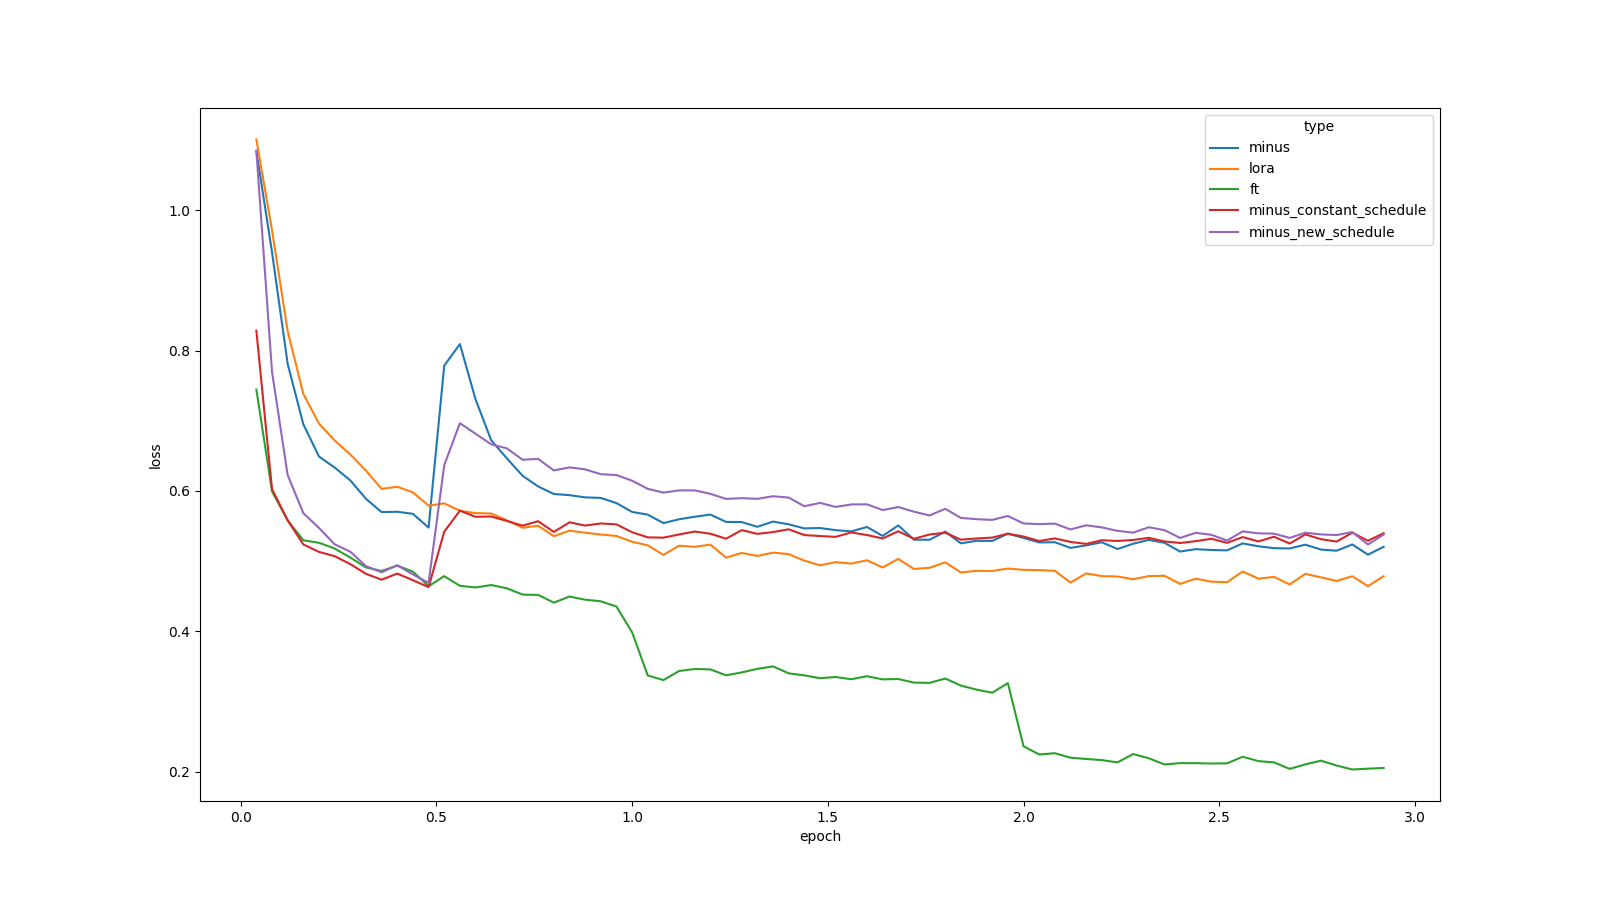 type
minus
lora
ft
minus_constant_schedule
minus_new_schedule
1.0
0.8
0.6
0.4
0.2
loss
0.0 0.5 1.0 1.5 2.0 2.5 3.0
epoch